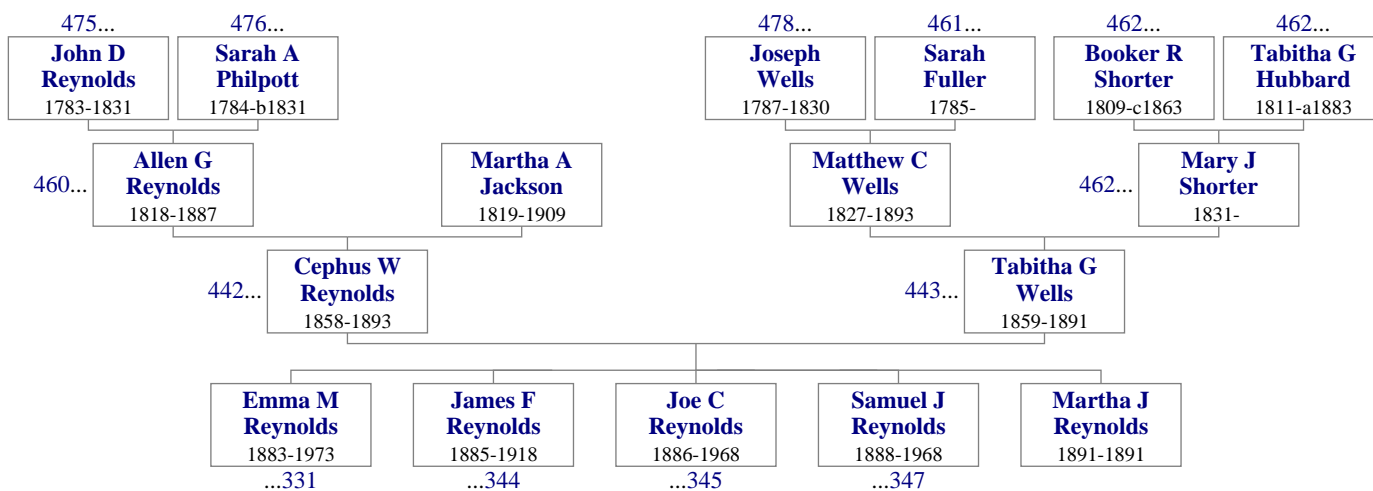 475...
476...
478...
461...
462...
462...
John D
Reynolds
1783-1831
Sarah A
Philpott
1784-b1831
Joseph
Wells
1787-1830
Sarah
Fuller
1785-
Booker R
Shorter
1809-c1863
Tabitha G
Hubbard
1811-a1883
460...
Allen G
Reynolds
1818-1887
Martha A
Jackson
1819-1909
Matthew C
Wells
1827-1893
462...
Mary J
Shorter
1831-
442...
Cephus W
Reynolds
1858-1893
443...
Tabitha G
Wells
1859-1891
Emma M
Reynolds
1883-1973
...331
James F
Reynolds
1885-1918
...344
Joe C
Reynolds
1886-1968
...345
Samuel J
Reynolds
1888-1968
...347
Martha J
Reynolds
1891-1891